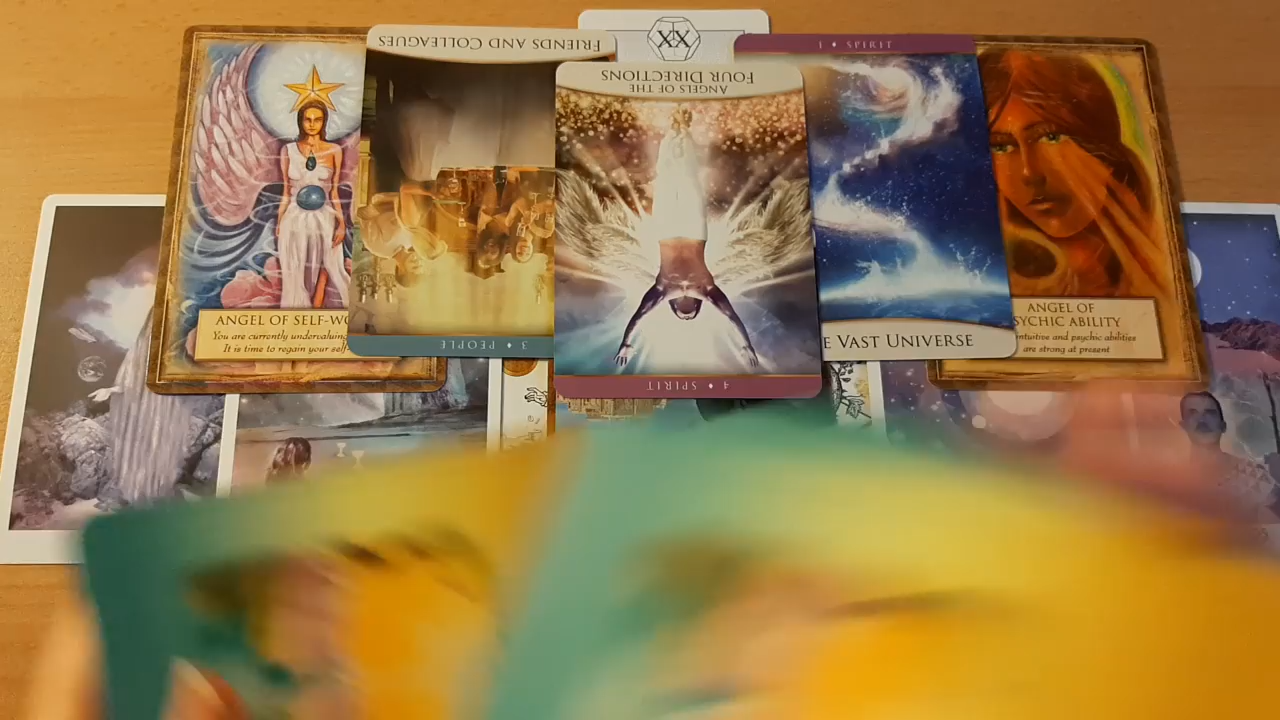 XX
FRIENDS AND COLLEAGUES
1 ♦ SPIRIT
ANGELS OF THE
FOUR DIRECTIONS
ANGEL OF SELF-WO
You are currently undervaluing
It is time to regain your self-
3 ♦ PEOPLE
4 ♦ SPIRIT
E VAST UNIVERSE
ANGEL OF
SYCHIC ABILITY
ntuitive and psychic abilities
are strong at present